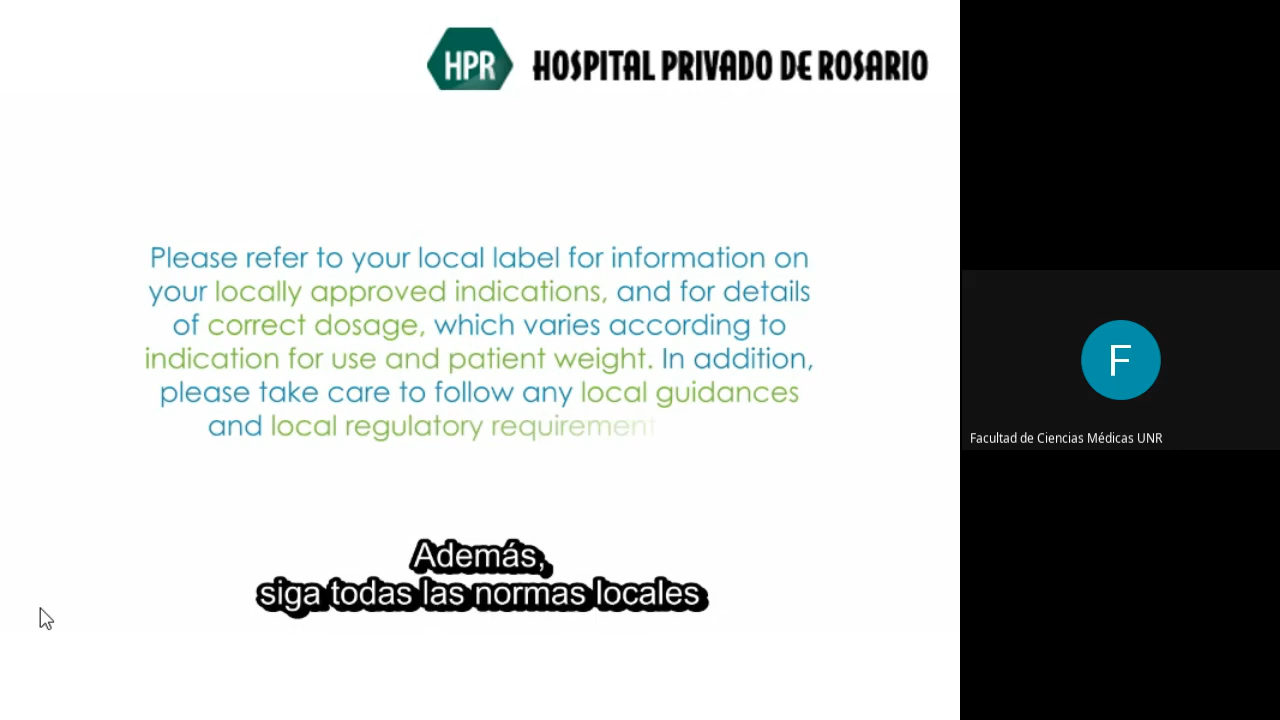 HPR HOSPITAL PRIVADO DE ROSARIO
Please refer to your local label for information on
your locally approved indications, and for details
of correct dosage, which varies according to
indication for use and patient weight. In addition,
please take care to follow any local guidances
and local regulatory requirement
Además,
siga todas las normas locales
F
Facultad de Ciencias Médicas UNR